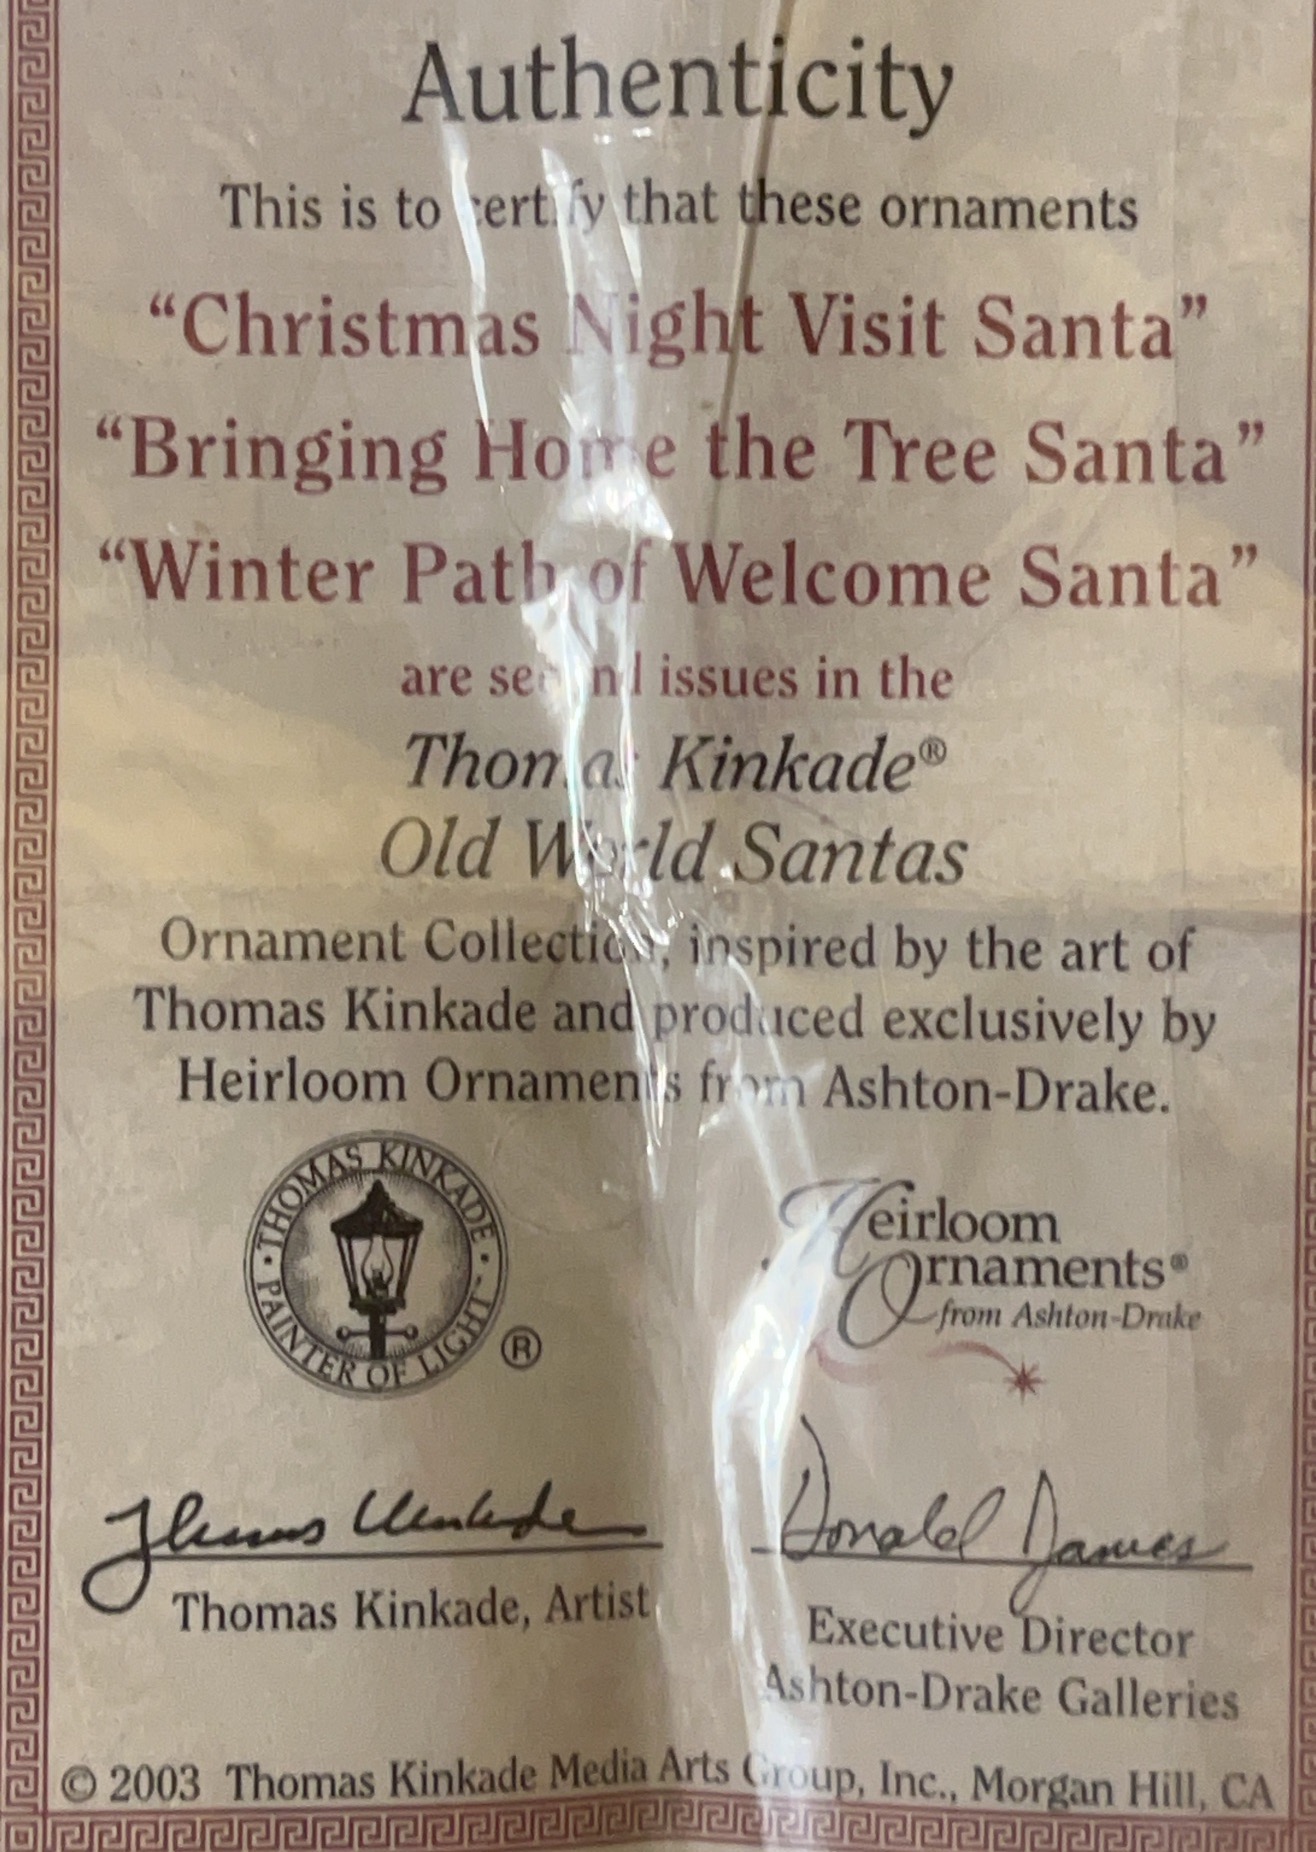 Authenticity
This is to certify that these ornaments
“Christmas Night Visit Santa”
“Bringing Home the Tree Santa”
“Winter Path of Welcome Santa”
are second issues in the
Thomas Kinkade®
Old World Santas
Ornament Collection, inspired by the art of
Thomas Kinkade and produced exclusively by
Heirloom Ornaments from Ashton-Drake.
· THOMAS KINKADE ·
PAINTER OF LIGHT ®
Heirloom
Ornaments®
from Ashton-Drake
Thomas Kinkade
Thomas Kinkade, Artist
Donald James
Executive Director
Ashton-Drake Galleries
© 2003 Thomas Kinkade Media Arts Group, Inc., Morgan Hill, CA